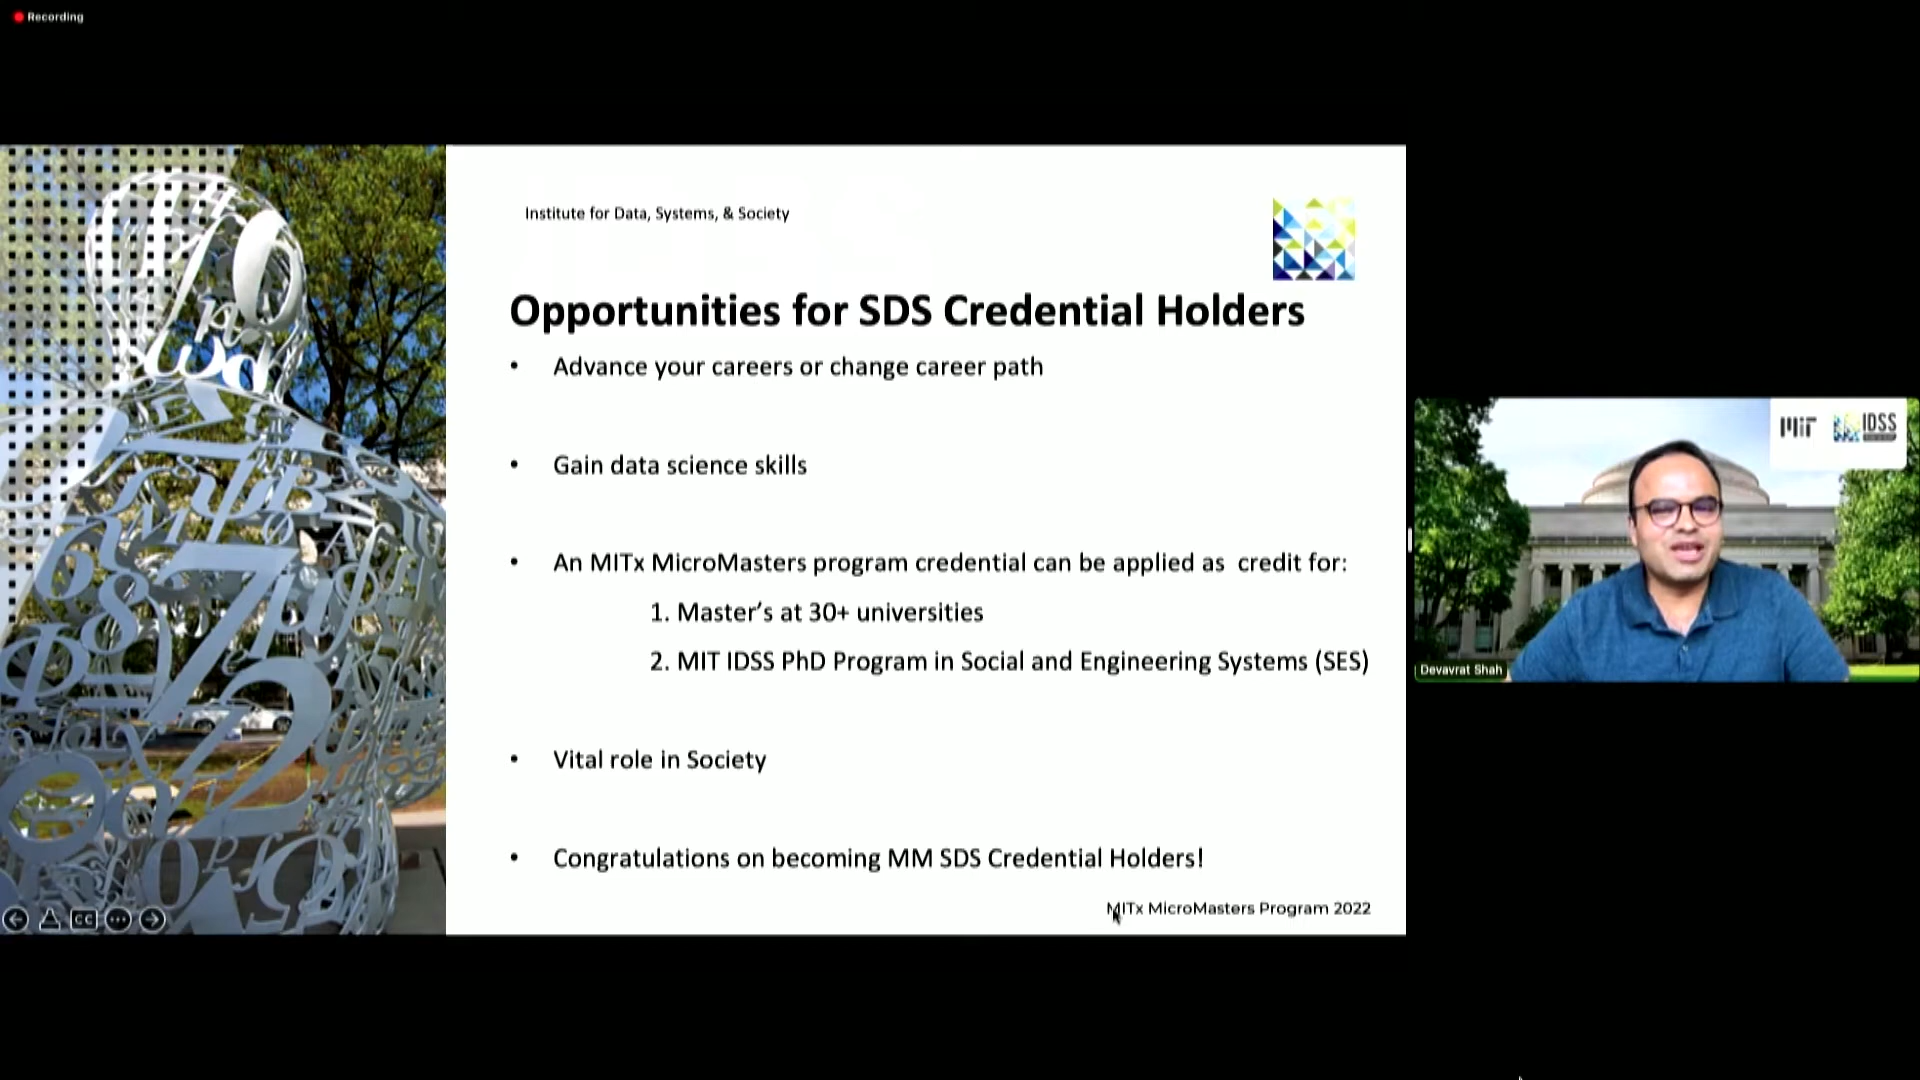 Recording
Institute for Data, Systems, & Society
Opportunities for SDS Credential Holders
• Advance your careers or change career path
• Gain data science skills
• An MITx MicroMasters program credential can be applied as  credit for:
1. Master's at 30+ universities
2. MIT IDSS PhD Program in Social and Engineering Systems (SES)
• Vital role in Society
• Congratulations on becoming MM SDS Credential Holders!
MITx MicroMasters Program 2022
CC
MIT
IDSS
Devavrat Shah